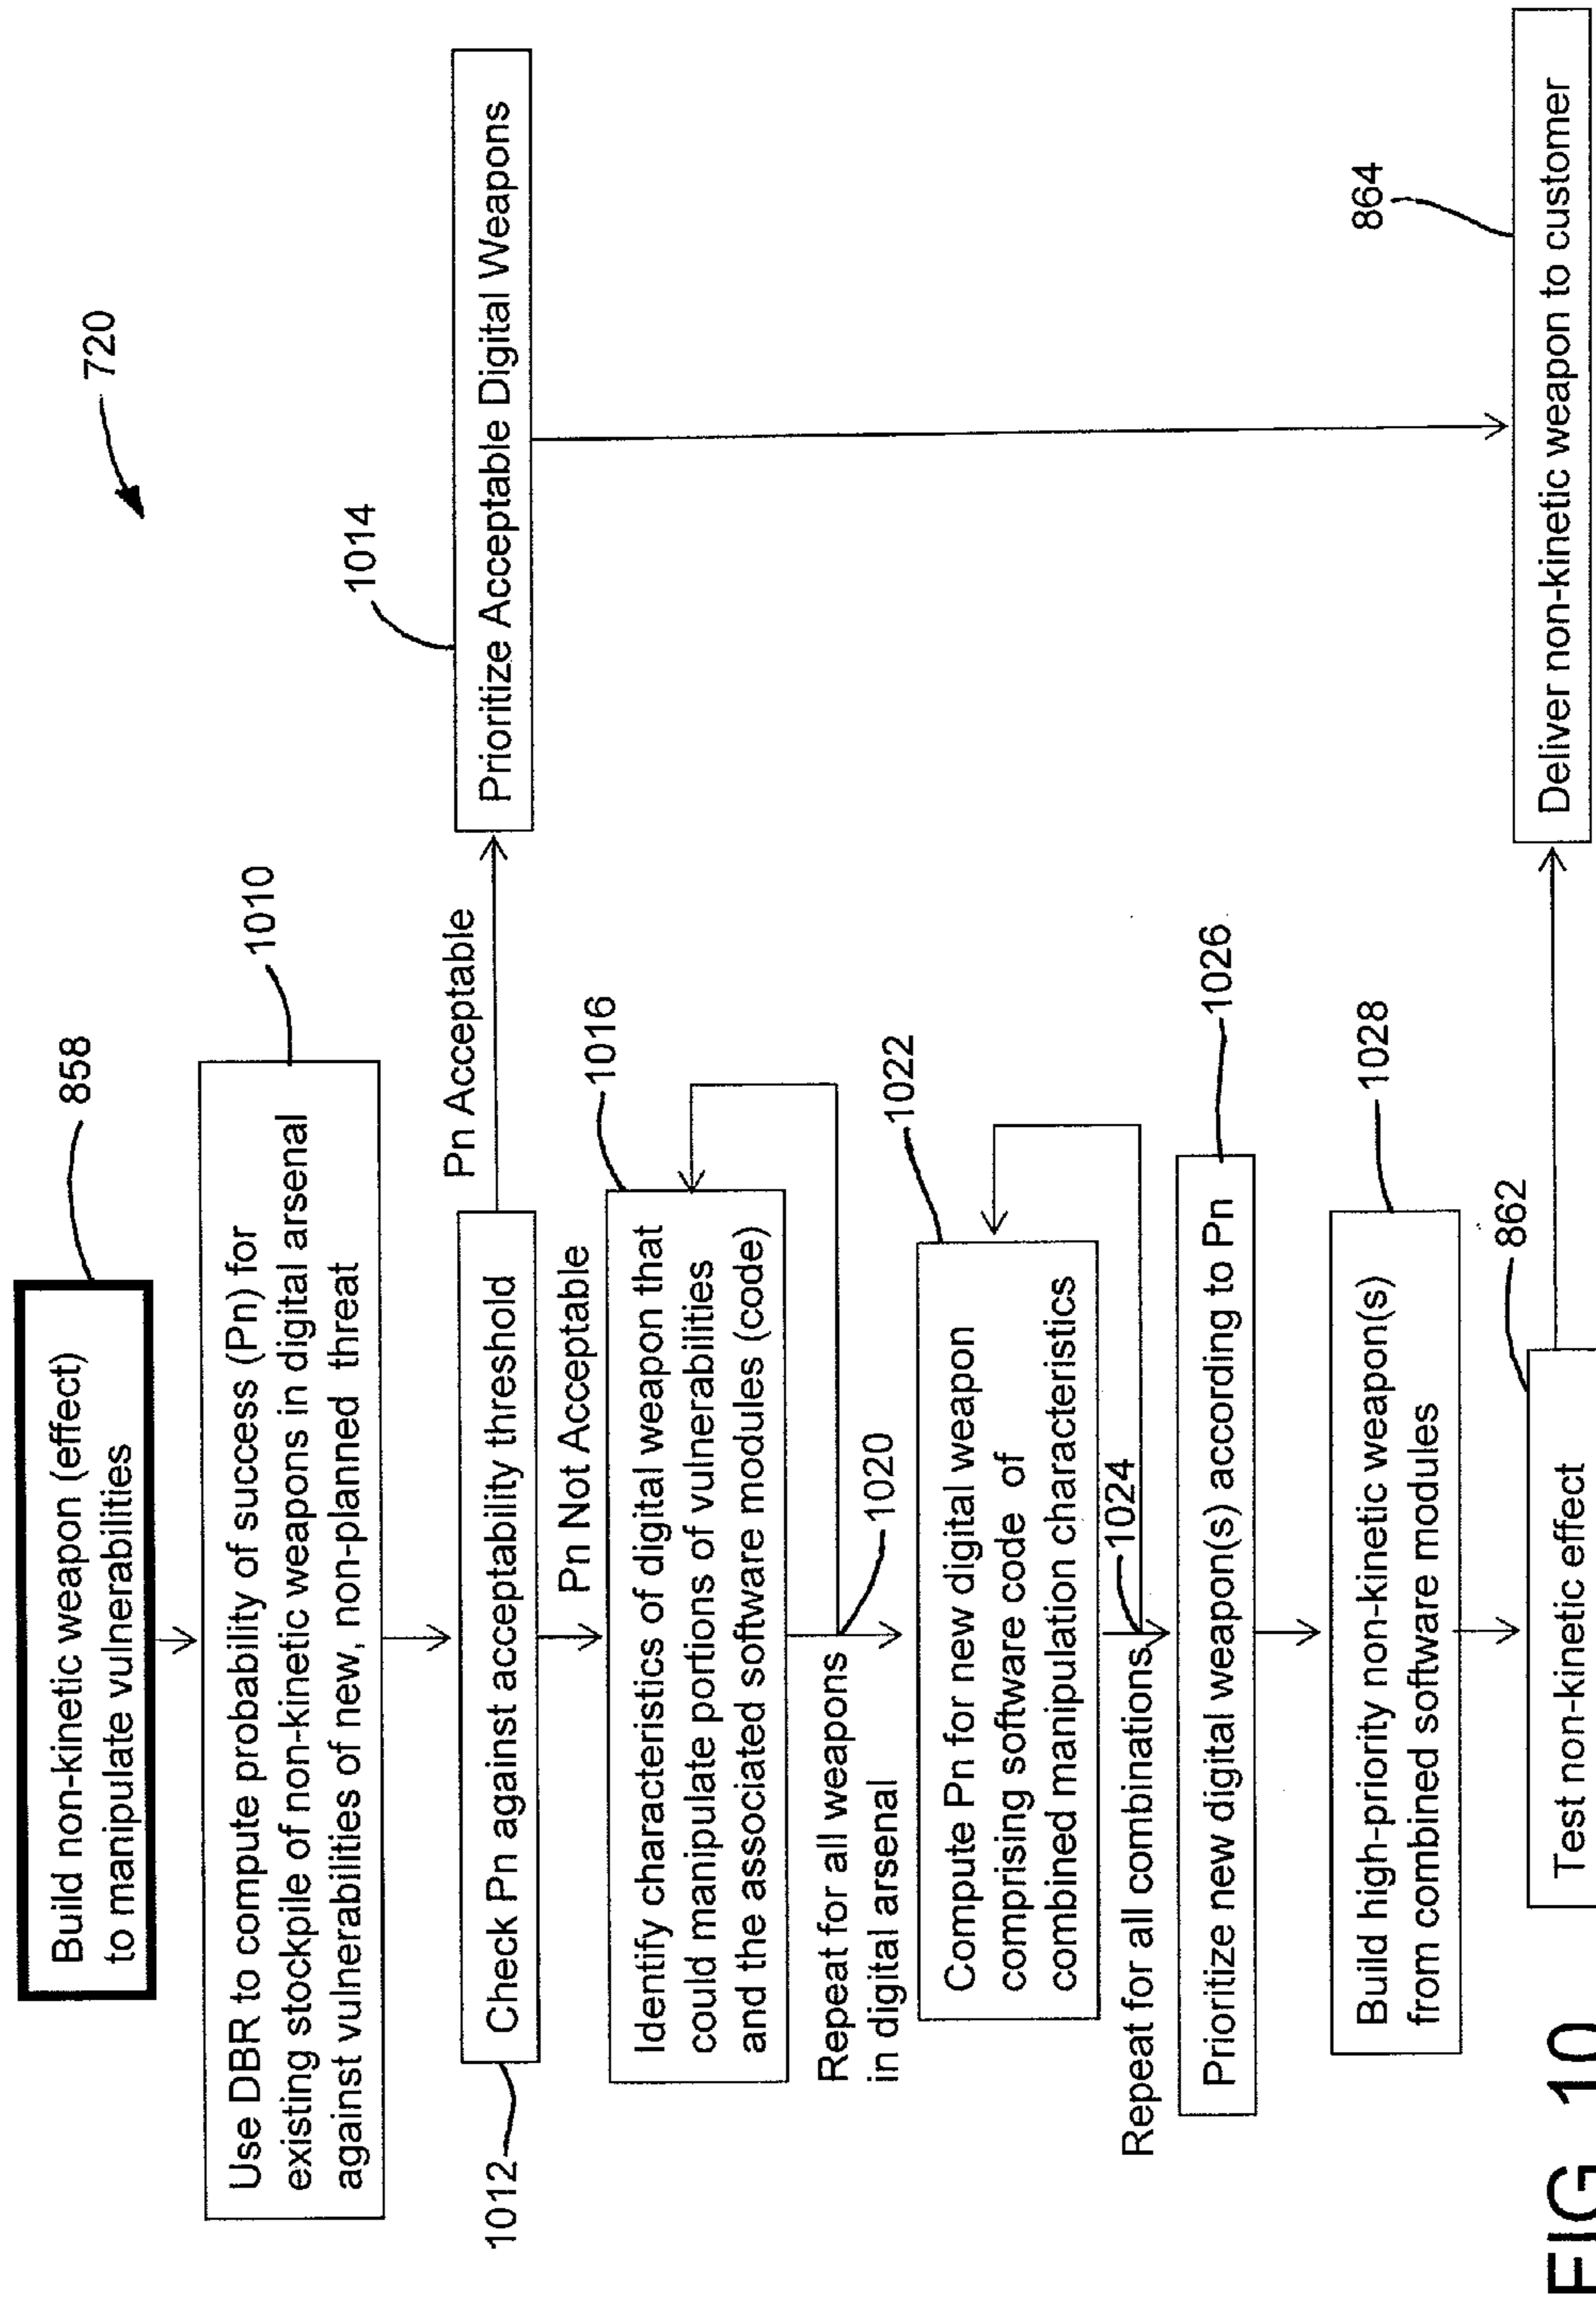 720
858
Build non-kinetic weapon (effect)
to manipulate vulnerabilities
1010
Use DBR to compute probability of success (Pn) for
existing stockpile of non-kinetic weapons in digital arsenal
against vulnerabilities of new, non-planned threat
1012
Check Pn against acceptability threshold
Pn Acceptable
1014
Prioritize Acceptable Digital Weapons
Pn Not Acceptable
1016
Identify characteristics of digital weapon that
could manipulate portions of vulnerabilities
and the associated software modules (code)
Repeat for all weapons
in digital arsenal
1020
1022
Compute Pn for new digital weapon
comprising software code of
combined manipulation characteristics
Repeat for all combinations
1024
1026
Prioritize new digital weapon(s) according to Pn
1028
Build high-priority non-kinetic weapon(s)
from combined software modules
862
Test non-kinetic effect
864
Deliver non-kinetic weapon to customer
FIG 10